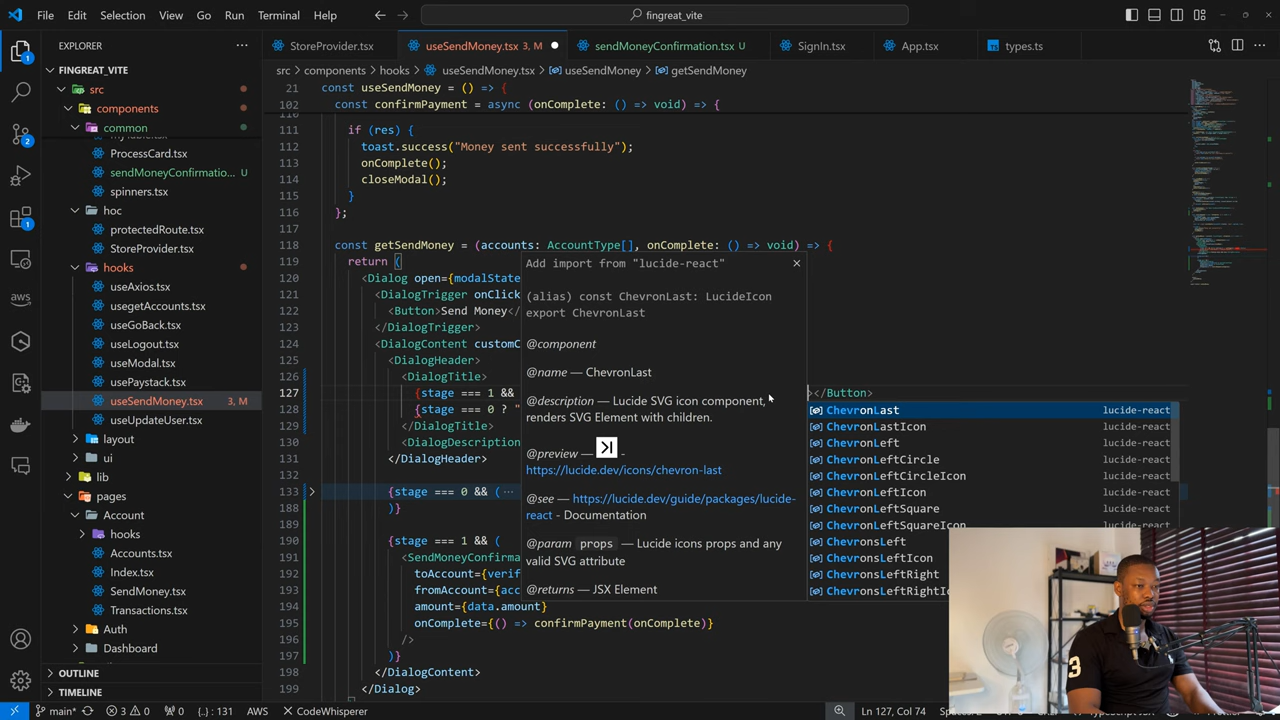 File Edit Selection View Go Run Terminal Help
fingreat_vite
EXPLORER
StoreProvider.tsx
useSendMoney.tsx 3, M
sendMoneyConfirmation.tsx U
SignIn.tsx
App.tsx
types.ts
FINGREAT_VITE
src
components
common
ProcessCard.tsx
sendMoneyConfirmatio... U
spinners.tsx
hoc
protectedRoute.tsx
StoreProvider.tsx
hooks
useAxios.tsx
usegetAccounts.tsx
useGoBack.tsx
useLogout.tsx
useModal.tsx
usePaystack.tsx
useSendMoney.tsx 3, M
useUpdateUser.tsx
layout
ui
lib
pages
Account
hooks
Accounts.tsx
Index.tsx
SendMoney.tsx
Transactions.tsx
Auth
Dashboard
OUTLINE
TIMELINE
src > components > hooks > useSendMoney.tsx > useSendMoney > getSendMoney
21 const useSendMoney = () => {
102 const confirmPayment = async (onComplete: () => void) => {
110
111 if (res) {
112 toast.success("Money sent successfully");
113 onComplete();
114 closeModal();
115 }
116 };
117
118 const getSendMoney = (accounts: AccountType[], onComplete: () => void) => {
119 return (
120 <Dialog open={modalState
121 <DialogTrigger onClick
122 <Button>Send Money</
123 </DialogTrigger>
124 <DialogContent customC
125 <DialogHeader>
126 <DialogTitle>
127 {stage === 1 && ></Button>
128 {stage === 0 ? "
129 </DialogTitle>
130 <DialogDescription
131 </DialogHeader>
132
133 {stage === 0 && (⋯
188 )}
189
190 {stage === 1 && (
191 <SendMoneyConfirma
192 toAccount={verif
193 fromAccount={acc
194 amount={data.amount}
195 onComplete={() => confirmPayment(onComplete)}
196 />
197 )}
198 </DialogContent>
199 </Dialog>
Add import from "lucide-react"
(alias) const ChevronLast: LucideIcon
export ChevronLast
@component
@name — ChevronLast
@description — Lucide SVG icon component,
renders SVG Element with children.
@preview — -
https://lucide.dev/icons/chevron-last
@see — https://lucide.dev/guide/packages/lucide-
react - Documentation
@param props — Lucide icons props and any
valid SVG attribute
@returns — JSX Element
ChevronLast lucide-react
ChevronLastIcon lucide-react
ChevronLeft lucide-react
ChevronLeftCircle lucide-react
ChevronLeftCircleIcon lucide-react
ChevronLeftIcon lucide-react
ChevronLeftSquare lucide-react
ChevronLeftSquareIcon lucide-react
ChevronsLeft
ChevronsLeftIcon
ChevronsLeftRight
ChevronsLeftRightIc
3
main* 3 0 0 {..}: 131 AWS CodeWhisperer
Ln 127, Col 74